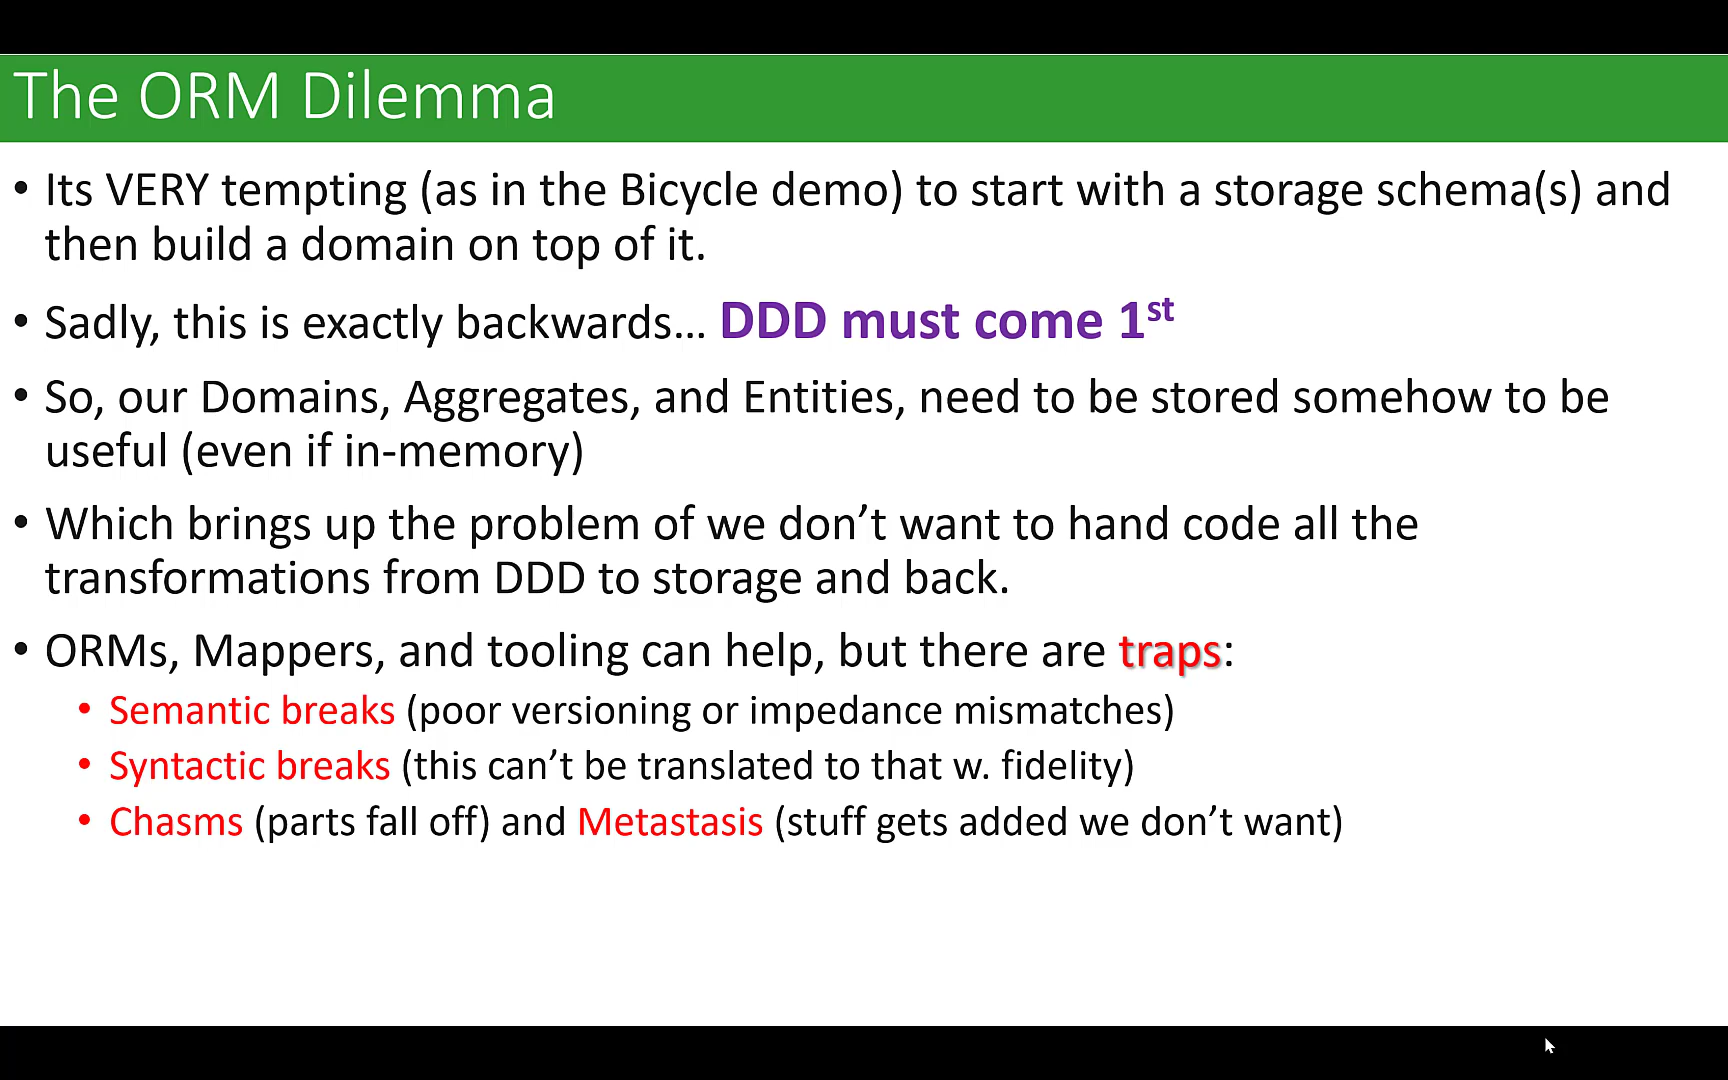 The ORM Dilemma
• Its VERY tempting (as in the Bicycle demo) to start with a storage schema(s) and
then build a domain on top of it.
• Sadly, this is exactly backwards... DDD must come 1st
• So, our Domains, Aggregates, and Entities, need to be stored somehow to be
useful (even if in-memory)
• Which brings up the problem of we don’t want to hand code all the
transformations from DDD to storage and back.
• ORMs, Mappers, and tooling can help, but there are traps:
• Semantic breaks (poor versioning or impedance mismatches)
• Syntactic breaks (this can’t be translated to that w. fidelity)
• Chasms (parts fall off) and Metastasis (stuff gets added we don’t want)